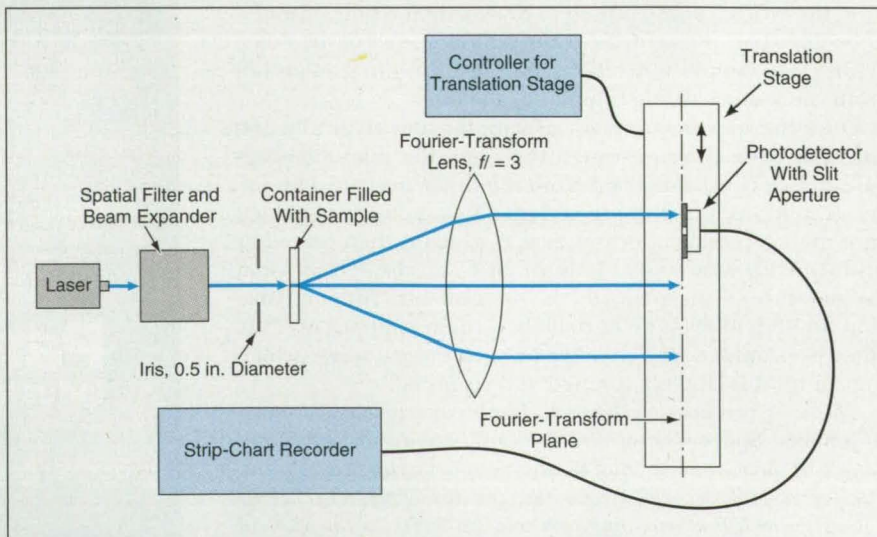 Controller for
Translation Stage
Translation
Stage
Fourier-Transform
Lens, f/ = 3
Photodetector
With Slit
Aperture
Spatial Filter and
Beam Expander
Container Filled
With Sample
Laser
Iris, 0.5 in. Diameter
Fourier-Transform
Plane
Strip-Chart Recorder